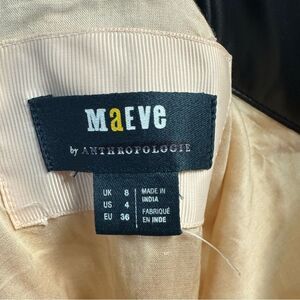 MaEVe
by ANTHROPOLOGIE
UK 8
US 4
EU 36
MADE IN
INDIA
FABRIQUÉ
EN INDE